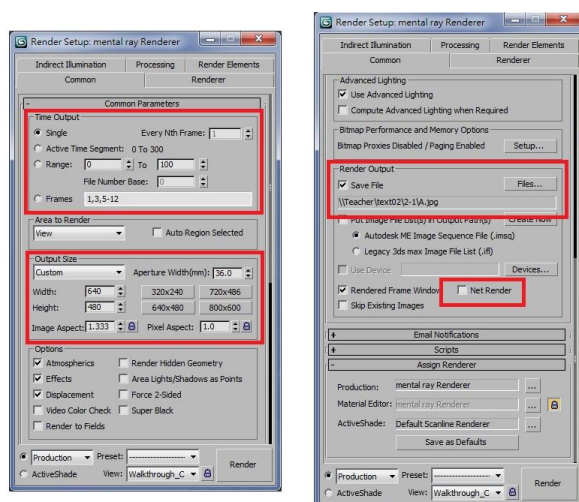 Render Setup: mental ray Renderer
Indirect Illumination Processing Render Elements
Common Renderer
- Common Parameters
Time Output
Single Every Nth Frame: 1
Active Time Segment: 0 To 300
Range: 0 To 100
File Number Base: 0
Frames 1,3,5-12
Area to Render
View Auto Region Selected
Output Size
Custom Aperture Width(mm): 36.0
Width: 640 320x240 720x486
Height: 480 640x480 800x600
Image Aspect: 1.333 Pixel Aspect: 1.0
Options
Atmospherics Render Hidden Geometry
Effects Area Lights/Shadows as Points
Displacement Force 2-Sided
Video Color Check Super Black
Render to Fields
Production Preset: --------------------
ActiveShade View: Walkthrough_C Render
Render Setup: mental ray Renderer
Indirect Illumination Processing Render Elements
Common Renderer
Advanced Lighting
Use Advanced Lighting
Compute Advanced Lighting when Required
Bitmap Performance and Memory Options
Bitmap Proxies Disabled / Paging Enabled Setup...
Render Output
Save File Files...
\\Teacher\text02\2-1\A.jpg
Put Image File List(s) in Output Path(s) Create Now
Autodesk ME Image Sequence File (.imsq)
Legacy 3ds max Image File List (.ifl)
Use Device Devices...
Rendered Frame Window Net Render
Skip Existing Images
+ Email Notifications
+ Scripts
- Assign Renderer
Production: mental ray Renderer ...
Material Editor: mental ray Renderer ...
ActiveShade: Default Scanline Renderer ...
Save as Defaults
Production Preset: --------------------
ActiveShade View: Walkthrough_C Render